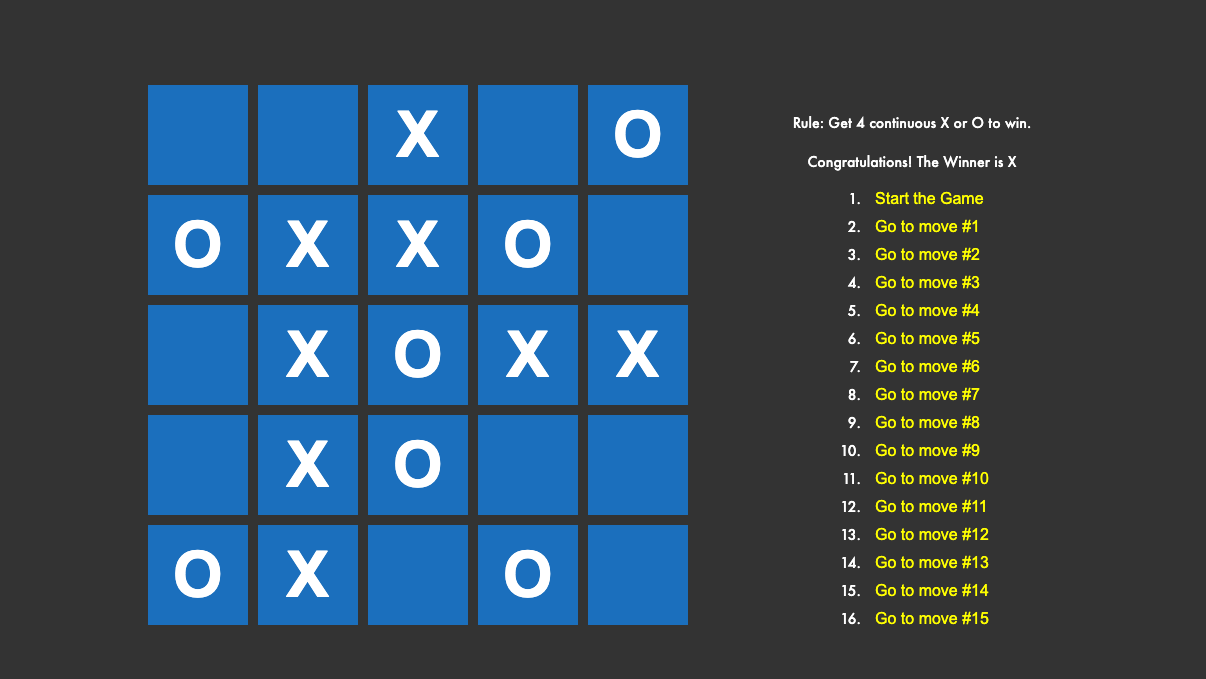 X O
O X X O
X O X X
X O
O X O
Rule: Get 4 continuous X or O to win.
Congratulations! The Winner is X
1. Start the Game
2. Go to move #1
3. Go to move #2
4. Go to move #3
5. Go to move #4
6. Go to move #5
7. Go to move #6
8. Go to move #7
9. Go to move #8
10. Go to move #9
11. Go to move #10
12. Go to move #11
13. Go to move #12
14. Go to move #13
15. Go to move #14
16. Go to move #15